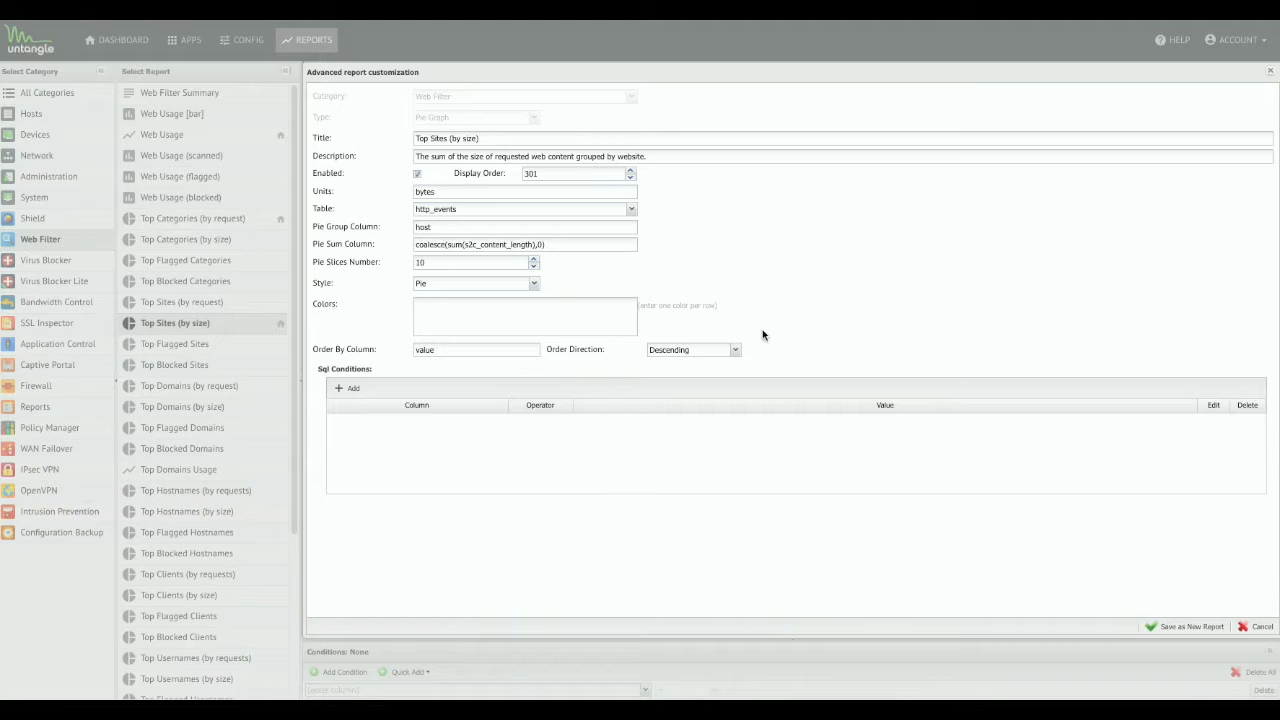 untangle
DASHBOARD
APPS
CONFIG
REPORTS
HELP
ACCOUNT
Select Category
All Categories
Hosts
Devices
Network
Administration
System
Shield
Web Filter
Virus Blocker
Virus Blocker Lite
Bandwidth Control
SSL Inspector
Application Control
Captive Portal
Firewall
Reports
Policy Manager
WAN Failover
IPsec VPN
OpenVPN
Intrusion Prevention
Configuration Backup
Select Report
Web Filter Summary
Web Usage [bar]
Web Usage
Web Usage (scanned)
Web Usage (flagged)
Web Usage (blocked)
Top Categories (by request)
Top Categories (by size)
Top Flagged Categories
Top Blocked Categories
Top Sites (by request)
Top Sites (by size)
Top Flagged Sites
Top Blocked Sites
Top Domains (by request)
Top Domains (by size)
Top Flagged Domains
Top Blocked Domains
Top Domains Usage
Top Hostnames (by requests)
Top Hostnames (by size)
Top Flagged Hostnames
Top Blocked Hostnames
Top Clients (by requests)
Top Clients (by size)
Top Flagged Clients
Top Blocked Clients
Top Usernames (by requests)
Top Usernames (by size)
Top Flagged Usernames
Advanced report customization
Category: Web Filter
Type: Pie Graph
Title: Top Sites (by size)
Description: The sum of the size of requested web content grouped by website.
Enabled: Display Order: 301
Units: bytes
Table: http_events
Pie Group Column: host
Pie Sum Column: coalesce(sum(s2c_content_length),0)
Pie Slices Number: 10
Style: Pie
Colors: (enter one color per row)
Order By Column: value Order Direction: Descending
Sql Conditions:
+ Add
Column Operator Value Edit Delete
Save as New Report Cancel
Conditions: None
Add Condition Quick Add Delete All
Delete